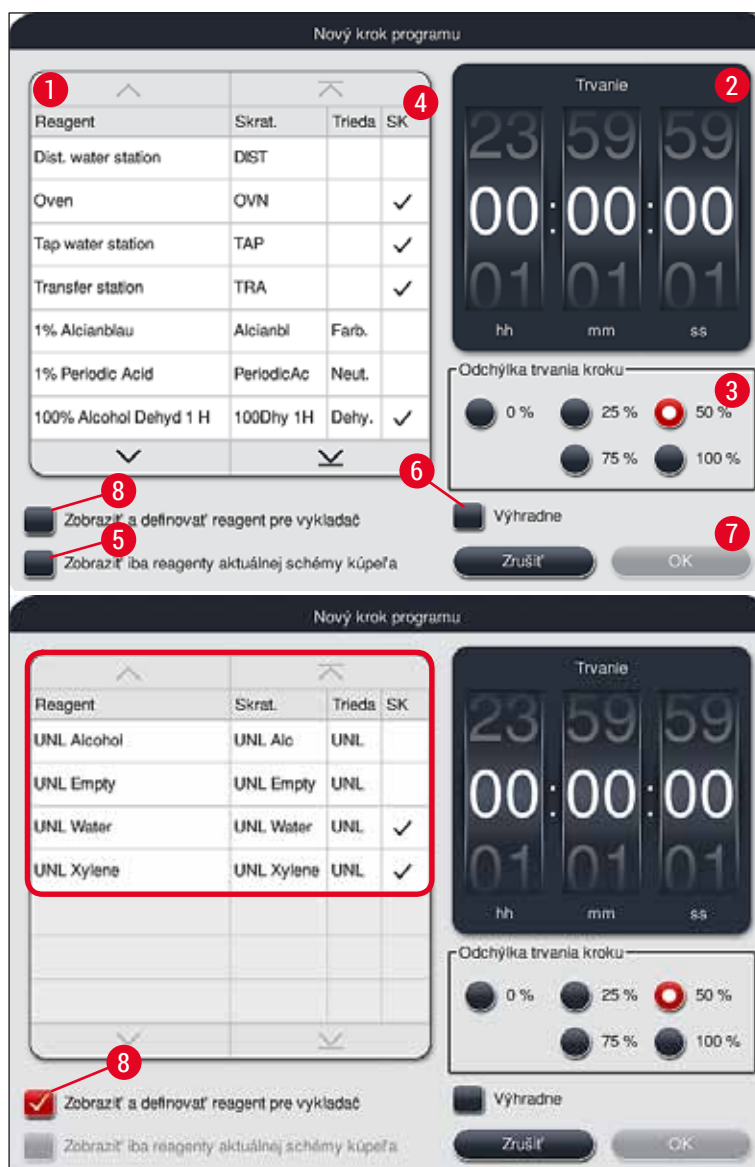 Nový krok programu
1
Reagent Skrat. Trieda SK
4
Dist. water station DIST
Oven OVN ✓
Tap water station TAP ✓
Transfer station TRA ✓
1% Alcianblau Alcianbl Farb.
1% Periodic Acid PeriodicAc Neut.
100% Alcohol Dehyd 1 H 100Dhy 1H Dehy. ✓
Trvanie
2
23 59 59
00:00:00
01 01 01
hh mm ss
Odchýlka trvania kroku
3
0 % 25 % 50 %
75 % 100 %
8
Zobraziť a definovať reagent pre vykladač
5
Zobraziť iba reagenty aktuálnej schémy kúpeľa
6
Výhradne
7
Zrušiť OK
Nový krok programu
Reagent Skrat. Trieda SK
UNL Alcohol UNL Alc UNL
UNL Empty UNL Empty UNL
UNL Water UNL Water UNL ✓
UNL Xylene UNL Xylene UNL ✓
Trvanie
23 59 59
00:00:00
01 01 01
hh mm ss
Odchýlka trvania kroku
0 % 25 % 50 %
75 % 100 %
8
Zobraziť a definovať reagent pre vykladač
Zobraziť iba reagenty aktuálnej schémy kúpeľa
Výhradne
Zrušiť OK